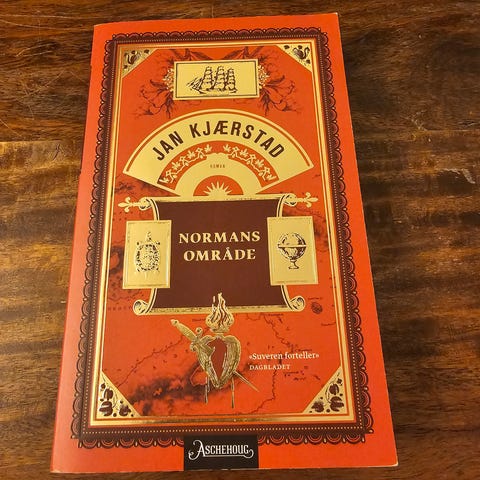 JAN KJÆRSTAD
ROMAN
NORMANS
OMRÅDE
«Suveren forteller»
DAGBLADET
ASCHEHOUG